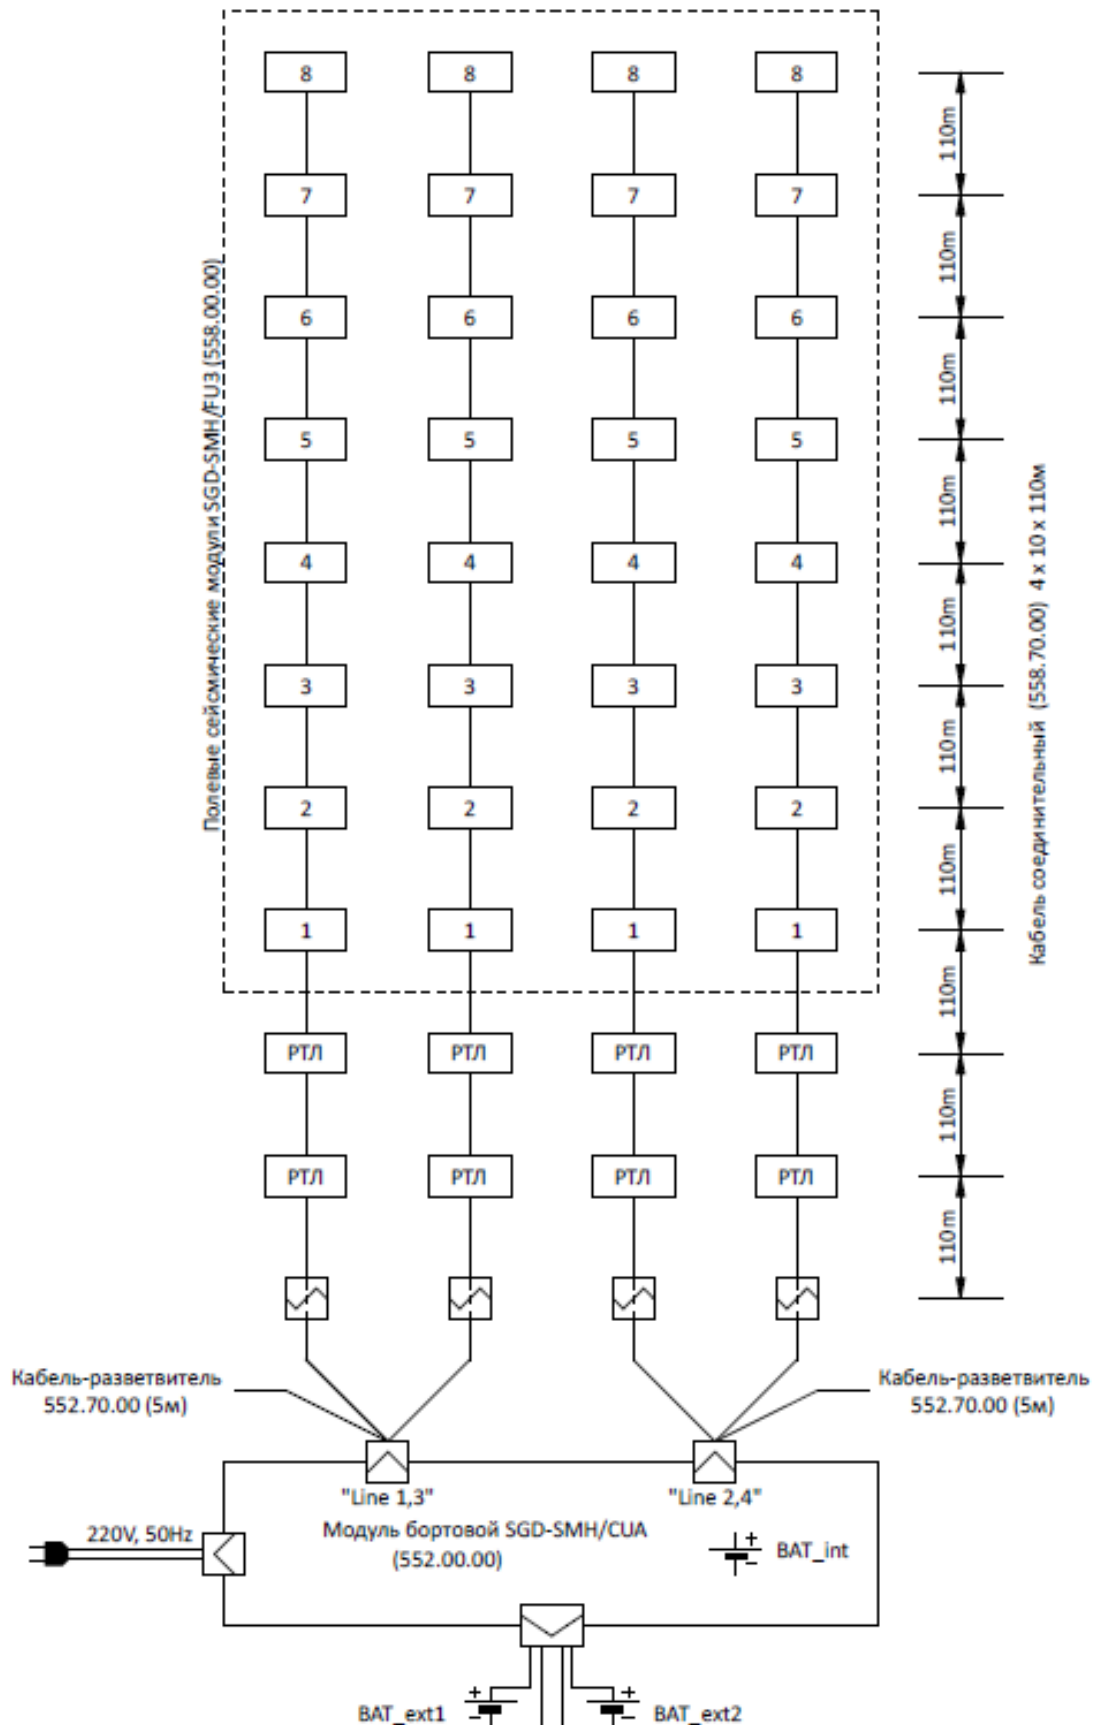 8 8 8 8
110m
7 7 7 7
110m
6 6 6 6
110m
5 5 5 5
110m
4 4 4 4
110m
3 3 3 3
110m
2 2 2 2
110m
1 1 1 1
110m
РТЛ РТЛ РТЛ РТЛ
110m
РТЛ РТЛ РТЛ РТЛ
110m
Полевые сейсмические модули SGD-SMH/FU3 (558.00.00)
Кабель соединительный (558.70.00) 4 x 10 x 110м
Кабель-разветвитель
552.70.00 (5м)
Кабель-разветвитель
552.70.00 (5м)
"Line 1,3"
"Line 2,4"
Модуль бортовой SGD-SMH/CUA
(552.00.00)
220V, 50Hz
+
-
BAT_int
BAT_ext1
+
-
+
-
BAT_ext2